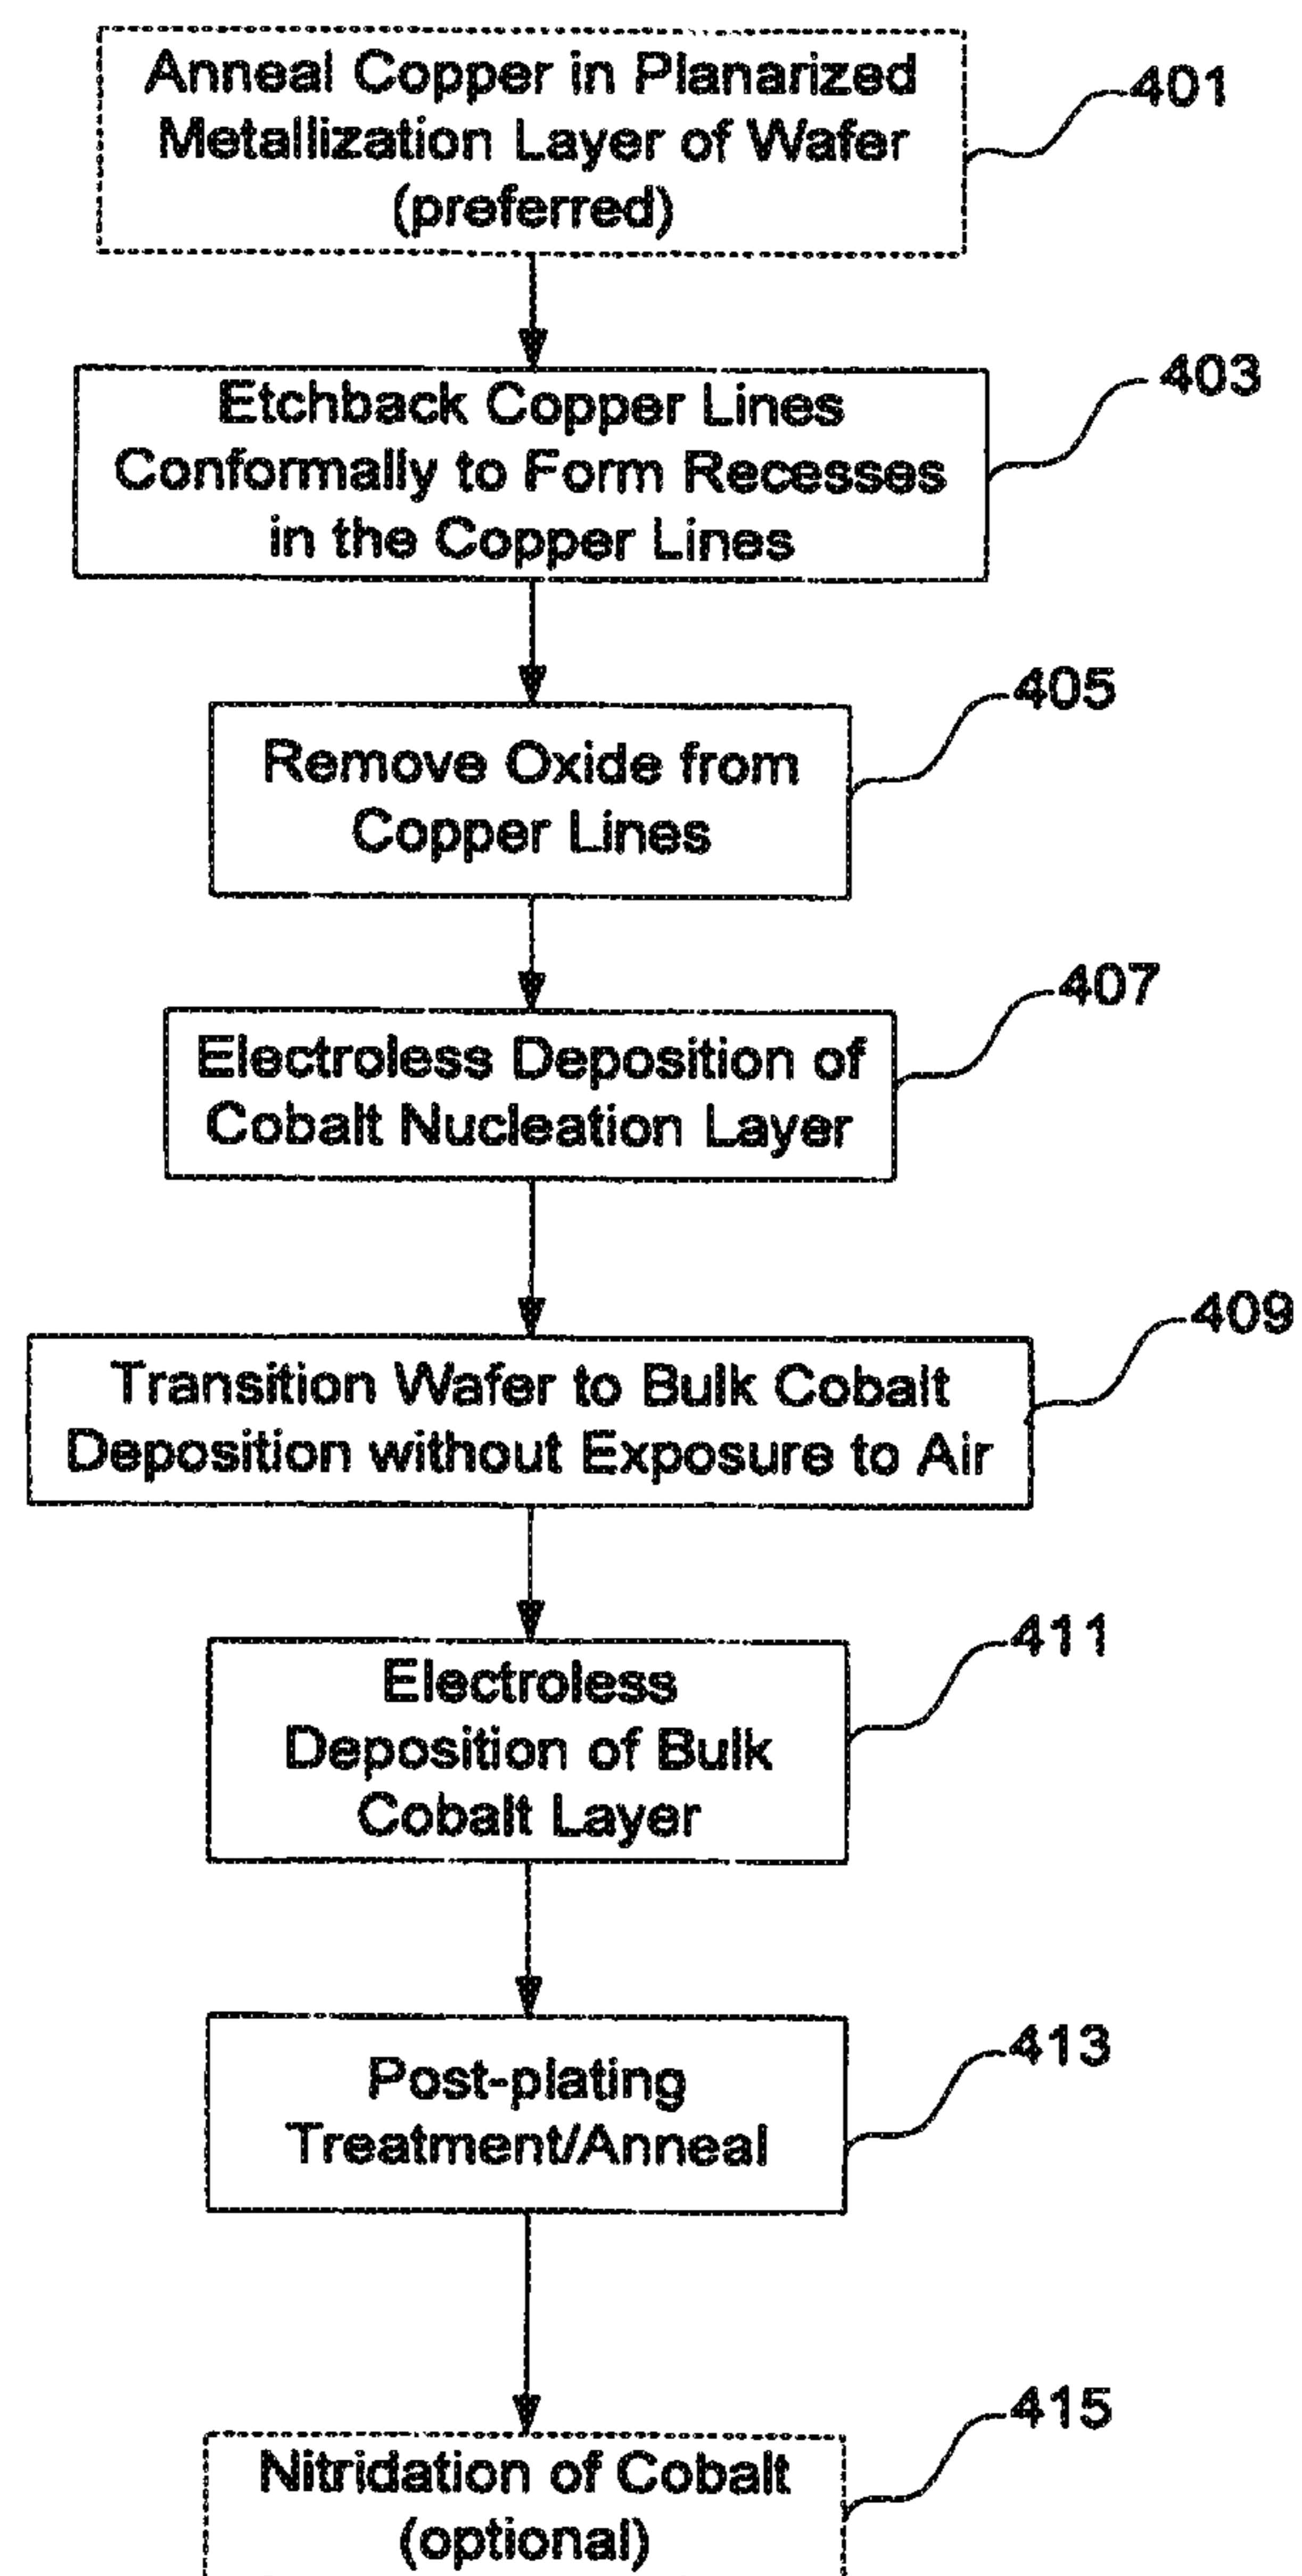 Anneal Copper in Planarized
Metallization Layer of Wafer
(preferred)
401
Etchback Copper Lines
Conformally to Form Recesses
in the Copper Lines
403
Remove Oxide from
Copper Lines
405
Electroless Deposition of
Cobalt Nucleation Layer
407
Transition Wafer to Bulk Cobalt
Deposition without Exposure to Air
409
Electroless
Deposition of Bulk
Cobalt Layer
411
Post-plating
Treatment/Anneal
413
Nitridation of Cobalt
(optional)
415